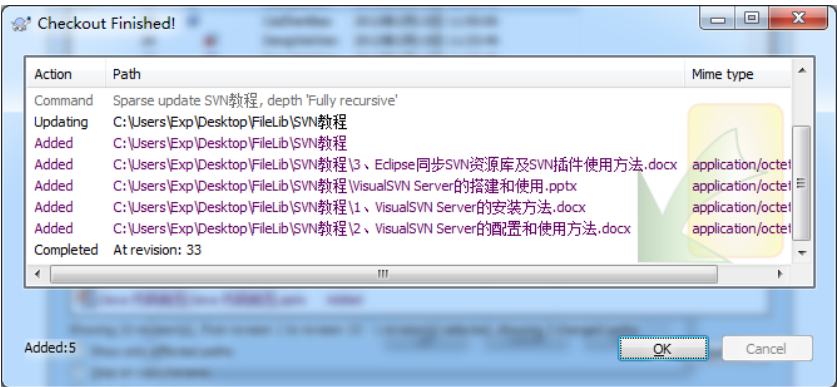 Checkout Finished!
Action Path Mime type
Command Sparse update SVN教程, depth 'Fully recursive'
Updating C:\Users\Exp\Desktop\FileLib\SVN教程
Added C:\Users\Exp\Desktop\FileLib\SVN教程
Added C:\Users\Exp\Desktop\FileLib\SVN教程\3、Eclipse同步SVN资源库及SVN插件使用方法.docx application/octet
Added C:\Users\Exp\Desktop\FileLib\SVN教程\VisualSVN Server的搭建和使用.pptx application/octet
Added C:\Users\Exp\Desktop\FileLib\SVN教程\1、VisualSVN Server的安装方法.docx application/octet
Added C:\Users\Exp\Desktop\FileLib\SVN教程\2、VisualSVN Server的配置和使用方法.docx application/octet
Completed At revision: 33
Added:5 OK Cancel